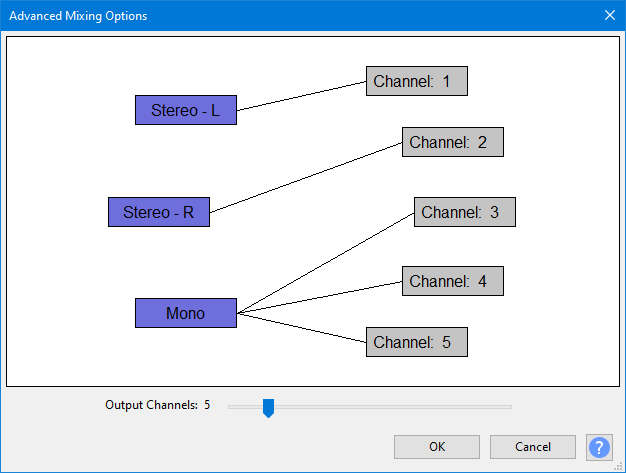 Advanced Mixing Options
Channel: 1
Stereo - L
Channel: 2
Stereo - R
Channel: 3
Channel: 4
Mono
Channel: 5
Output Channels: 5
OK
Cancel
?